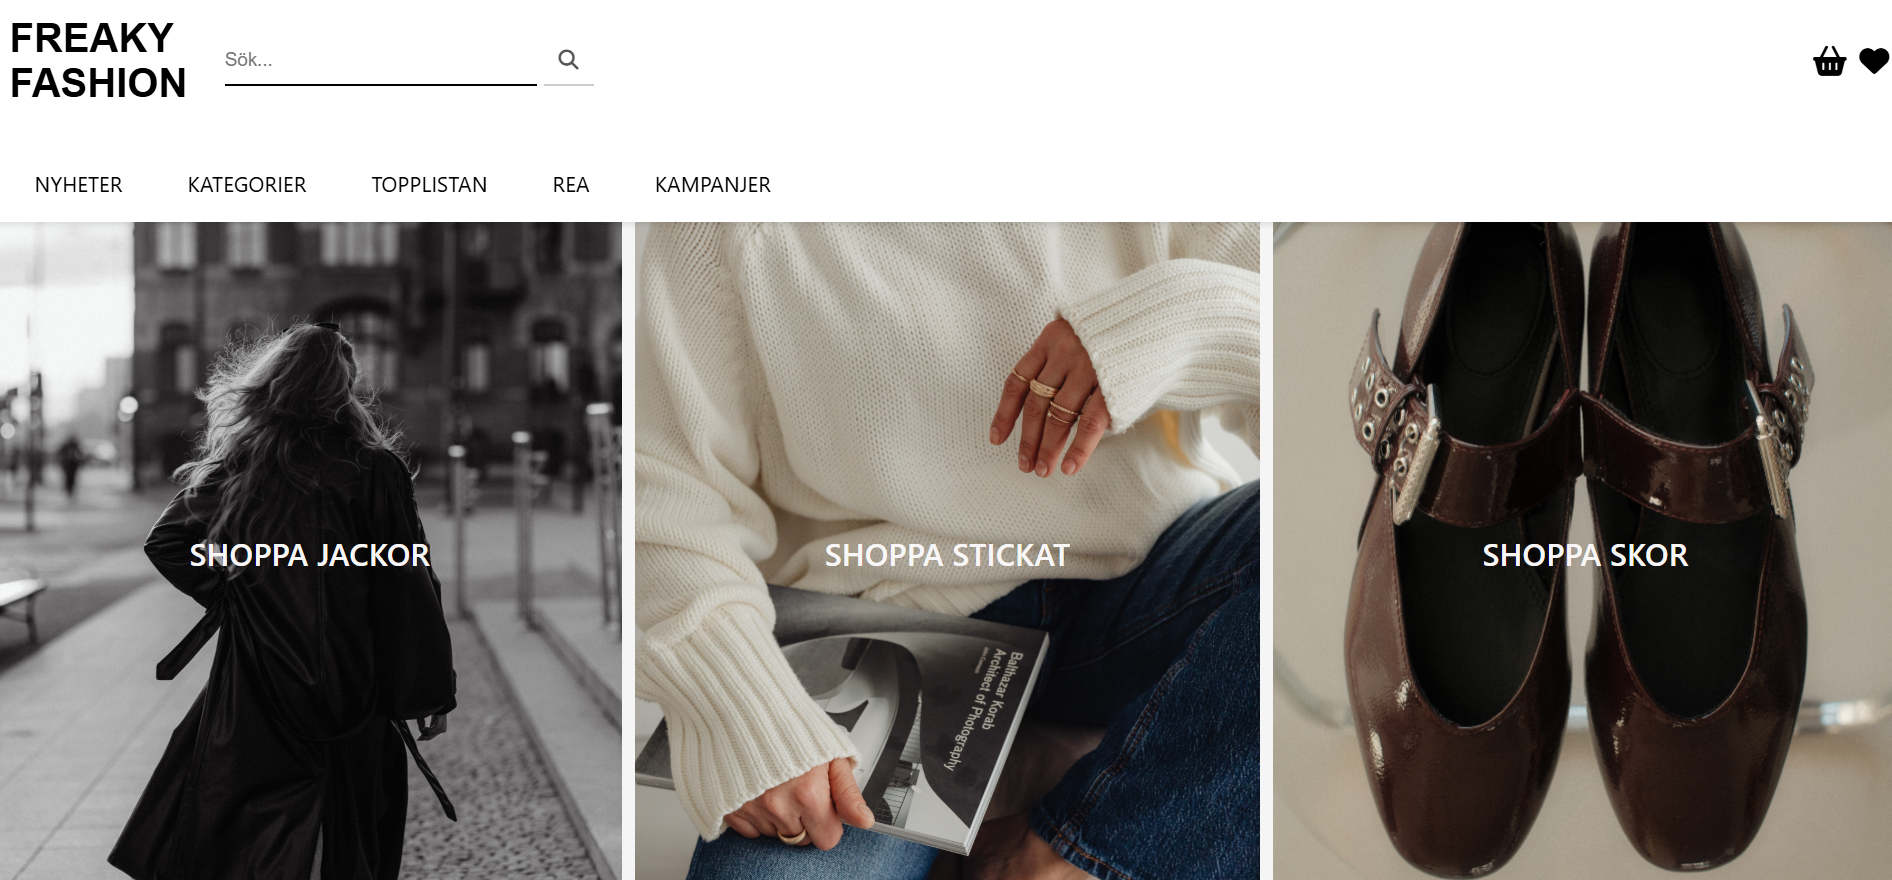 FREAKY
FASHION
Sök...
NYHETER
KATEGORIER
TOPPLISTAN
REA
KAMPANJER
SHOPPA JACKOR
SHOPPA STICKAT
SHOPPA SKOR
Balthazar Korab
Architect of Photography